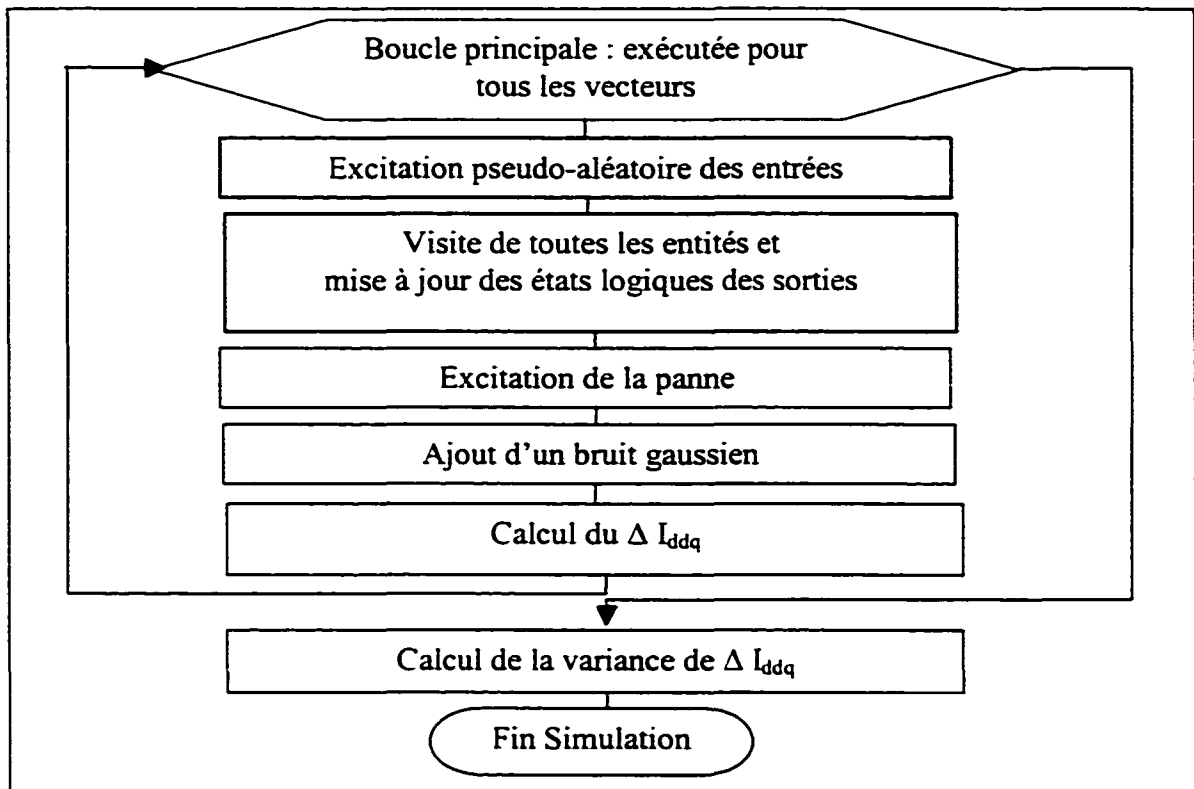 Boucle principale : exécutée pour
tous les vecteurs
Excitation pseudo-aléatoire des entrées
Visite de toutes les entités et
mise à jour des états logiques des sorties
Excitation de la panne
Ajout d'un bruit gaussien
Calcul du Δ I_ddq
Calcul de la variance de Δ I_ddq
Fin Simulation